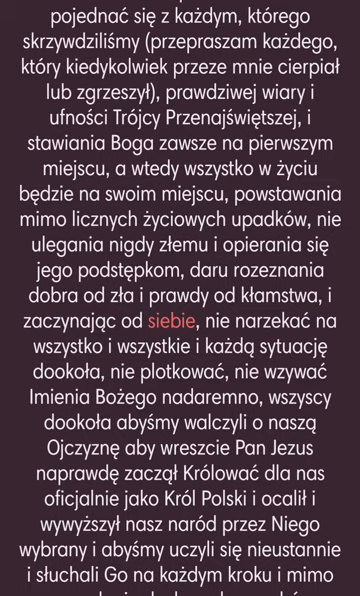 pojednać się z każdym, którego
skrzywdziliśmy (przepraszam każdego,
który kiedykolwiek przeze mnie cierpiał
lub zgrzeszył), prawdziwej wiary i
ufności Trójcy Przenajświętszej, i
stawiania Boga zawsze na pierwszym
miejscu, a wtedy wszystko w życiu
będzie na swoim miejscu, powstawania
mimo licznych życiowych upadków, nie
ulegania nigdy złemu i opierania się
jego podstępkom, daru rozeznania
dobra od zła i prawdy od kłamstwa, i
zaczynając od siebie, nie narzekać na
wszystko i wszystkie i każdą sytuację
dookoła, nie plotkować, nie wzywać
Imienia Bożego nadaremno, wszyscy
dookoła abyśmy walczyli o naszą
Ojczyznę aby wreszcie Pan Jezus
naprawdę zaczął Królować dla nas
oficjalnie jako Król Polski i ocalił i
wywyższył nasz naród przez Niego
wybrany i abyśmy uczyli się nieustannie
i słuchali Go na każdym kroku i mimo